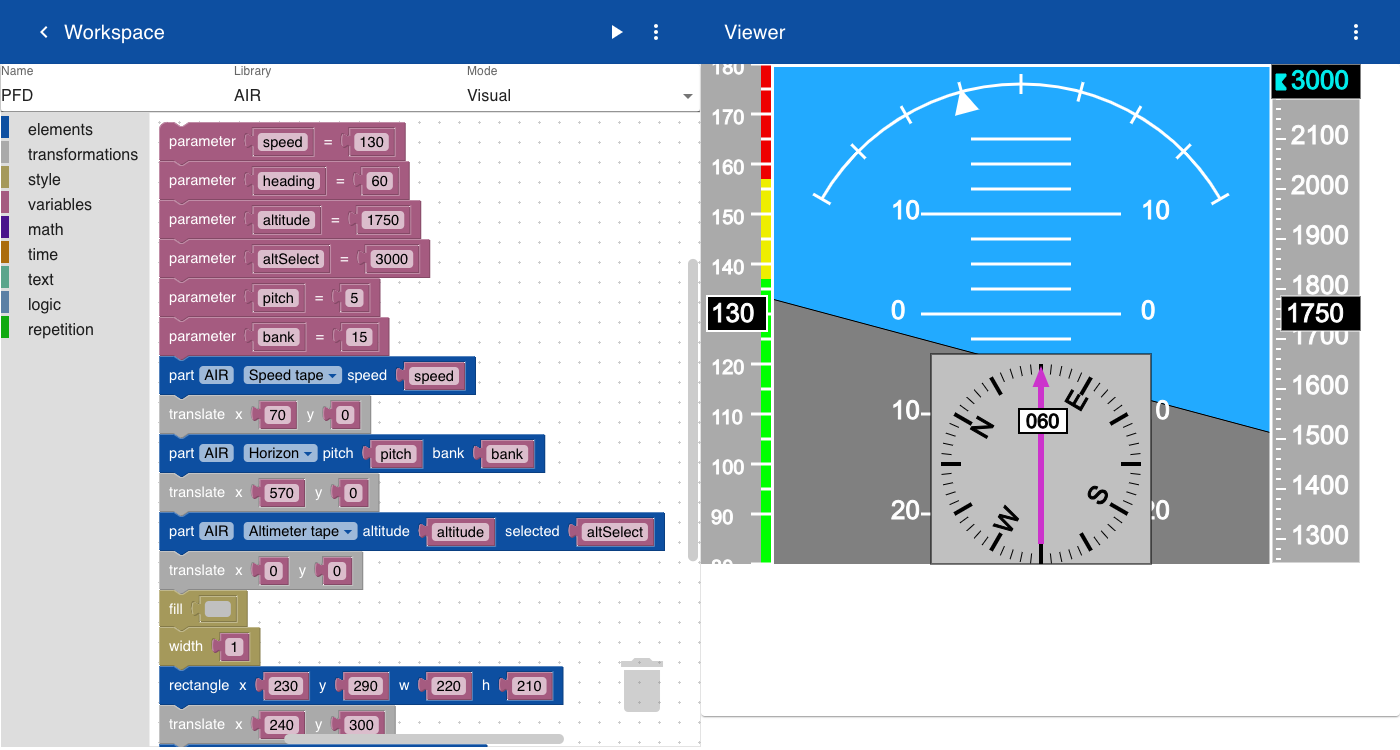 Workspace
Viewer
Name
Library
Mode
PFD
AIR
Visual
elements
transformations
style
variables
math
time
text
logic
repetition
parameter speed = 130
parameter heading = 60
parameter altitude = 1750
parameter altSelect = 3000
parameter pitch = 5
parameter bank = 15
part AIR Speed tape speed speed
translate x 70 y 0
part AIR Horizon pitch pitch bank bank
translate x 570 y 0
part AIR Altimeter tape altitude altitude selected altSelect
translate x 0 y 0
fill
width 1
rectangle x 230 y 290 w 220 h 210
translate x 240 y 300
180
170
160
150
140
130
120
110
100
90
80
10 10
0 0
10 0
20 20
N E
060
W S
3000
2100
2000
1900
1800
1750
1700
1600
1500
1400
1300